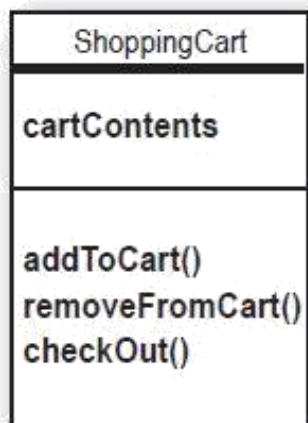 ShoppingCart
cartContents
addToCart()
removeFromCart()
checkOut()